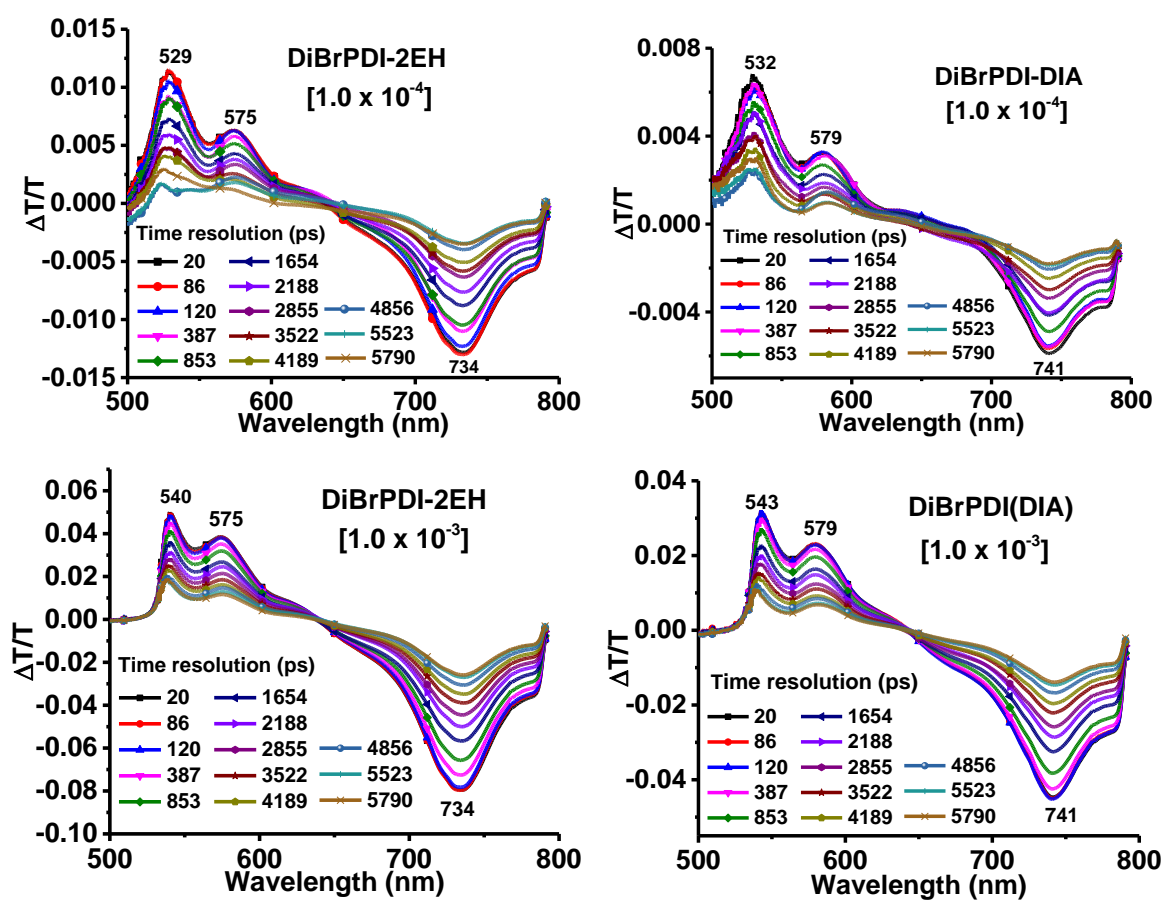 0.015
0.010
0.005
0.000
-0.005
-0.010
-0.015
ΔT/T
529
575
734
DiBrPDI-2EH
[1.0 x 10-4]
Time resolution (ps)
20 1654
86 2188
120 2855 4856
387 3522 5523
853 4189 5790
500 600 700 800
Wavelength (nm)
0.008
0.004
0.000
-0.004
ΔT/T
532
579
741
DiBrPDI-DIA
[1.0 x 10-4]
Time resolution (ps)
20 1654
86 2188
120 2855 4856
387 3522 5523
853 4189 5790
500 600 700 800
Wavelength (nm)
0.06
0.04
0.02
0.00
-0.02
-0.04
-0.06
-0.08
-0.10
ΔT/T
540
575
734
DiBrPDI-2EH
[1.0 x 10-3]
Time resolution (ps)
20 1654
86 2188
120 2855 4856
387 3522 5523
853 4189 5790
500 600 700 800
Wavelength (nm)
0.04
0.02
0.00
-0.02
-0.04
ΔT/T
543
579
741
DiBrPDI(DIA)
[1.0 x 10-3]
Time resolution (ps)
20 1654
86 2188
120 2855 4856
387 3522 5523
853 4189 5790
500 600 700 800
Wavelength (nm)